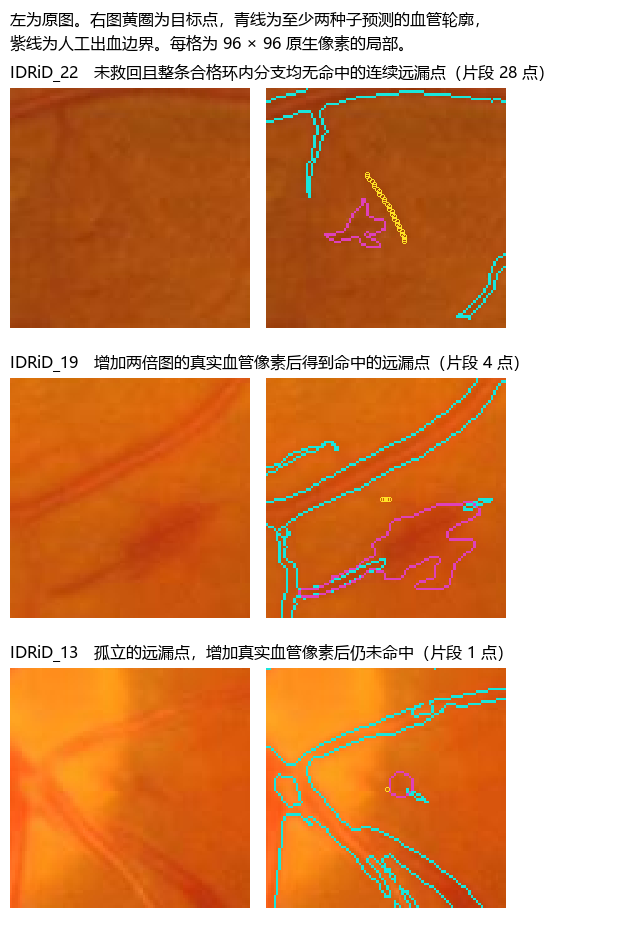 左为原图。右图黄圈为目标点，青线为至少两种子预测的血管轮廓，
紫线为人工出血边界。每格为 96 × 96 原生像素的局部。
IDRiD_22 未救回且整条合格环内分支均无命中的连续远漏点（片段 28 点）
IDRiD_19 增加两倍图的真实血管像素后得到命中的远漏点（片段 4 点）
IDRiD_13 孤立的远漏点，增加真实血管像素后仍未命中（片段 1 点）